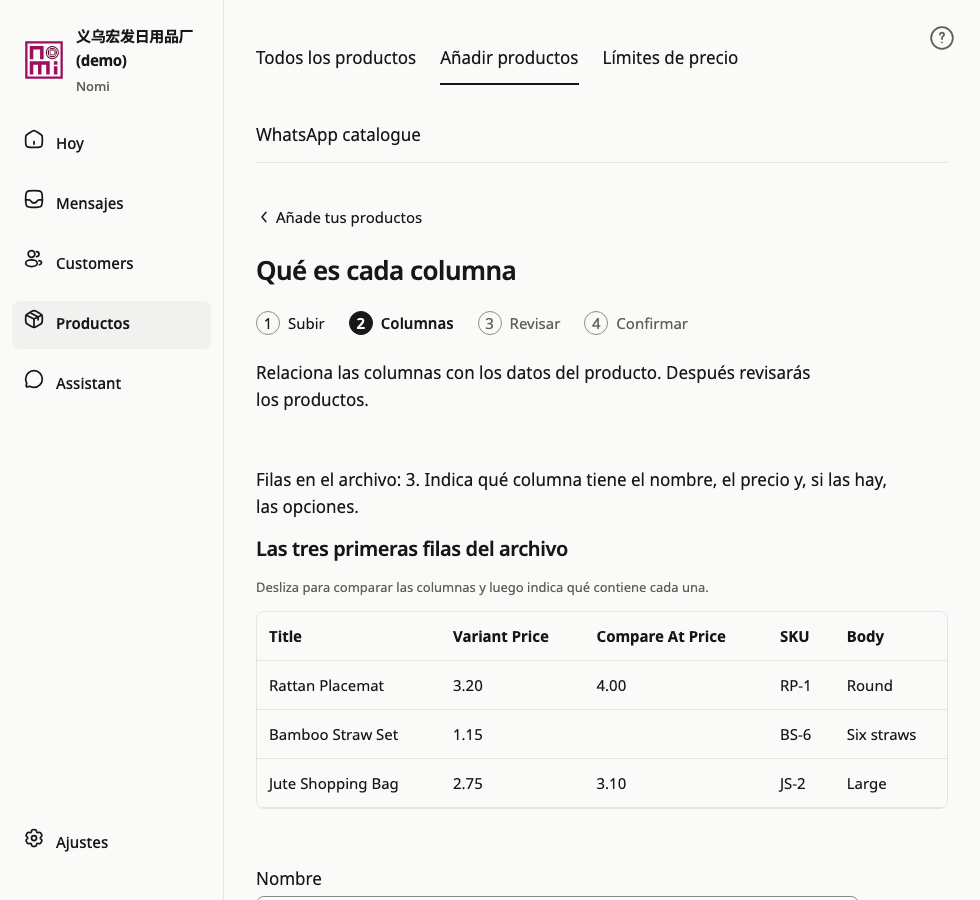 义乌宏发日用品厂
(demo)
Nomi
Hoy
Mensajes
Customers
Productos
Assistant
Ajustes
?
Todos los productos
Añadir productos
Límites de precio
WhatsApp catalogue
Añade tus productos
Qué es cada columna
1 Subir
2 Columnas
3 Revisar
4 Confirmar
Relaciona las columnas con los datos del producto. Después revisarás
los productos.
Filas en el archivo: 3. Indica qué columna tiene el nombre, el precio y, si las hay,
las opciones.
Las tres primeras filas del archivo
Desliza para comparar las columnas y luego indica qué contiene cada una.
Title Variant Price Compare At Price SKU Body
Rattan Placemat 3.20 4.00 RP-1 Round
Bamboo Straw Set 1.15 BS-6 Six straws
Jute Shopping Bag 2.75 3.10 JS-2 Large
Nombre